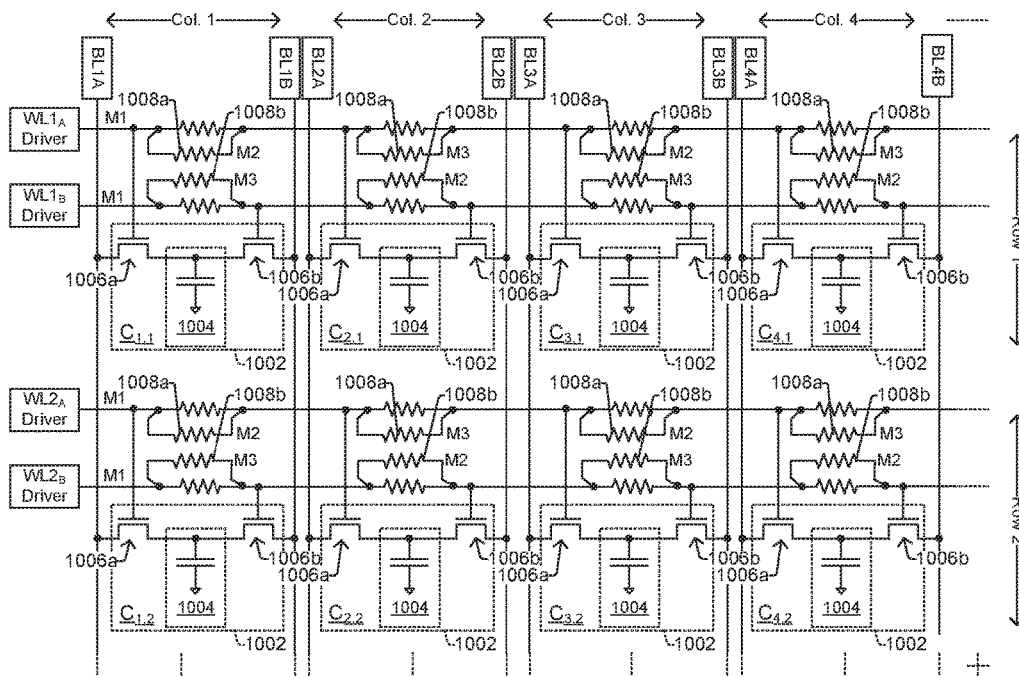 Col. 1 Col. 2 Col. 3 Col. 4
BL1A BL1B BL2A BL2B BL3A BL3B BL4A BL4B
1008a 1008b 1008a 1008b 1008a 1008b
WL1A
Driver
M1 M2 M2 M3 M2
M3 M2 M3 M2
WL1B
Driver
M1
Row 1
1006a 1006b 1006a 1006b 1006a 1006b 1006a 1006b
1004 1004 1004 1004
C1,1 C2,1 C3,1 C4,1
1002 1002 1002 1002
1008a 1008b 1008a 1008b 1008a 1008b
WL2A
Driver
M1 M2 M3 M2 M3
M3 M2 M3 M2
WL2B
Driver
M1
Row 2
1006a 1006b 1006a 1006b 1006a 1006b 1006a 1006b
1004 1004 1004 1004
C1,2 C2,2 C3,2 C4,2
1002 1002 1002 1002